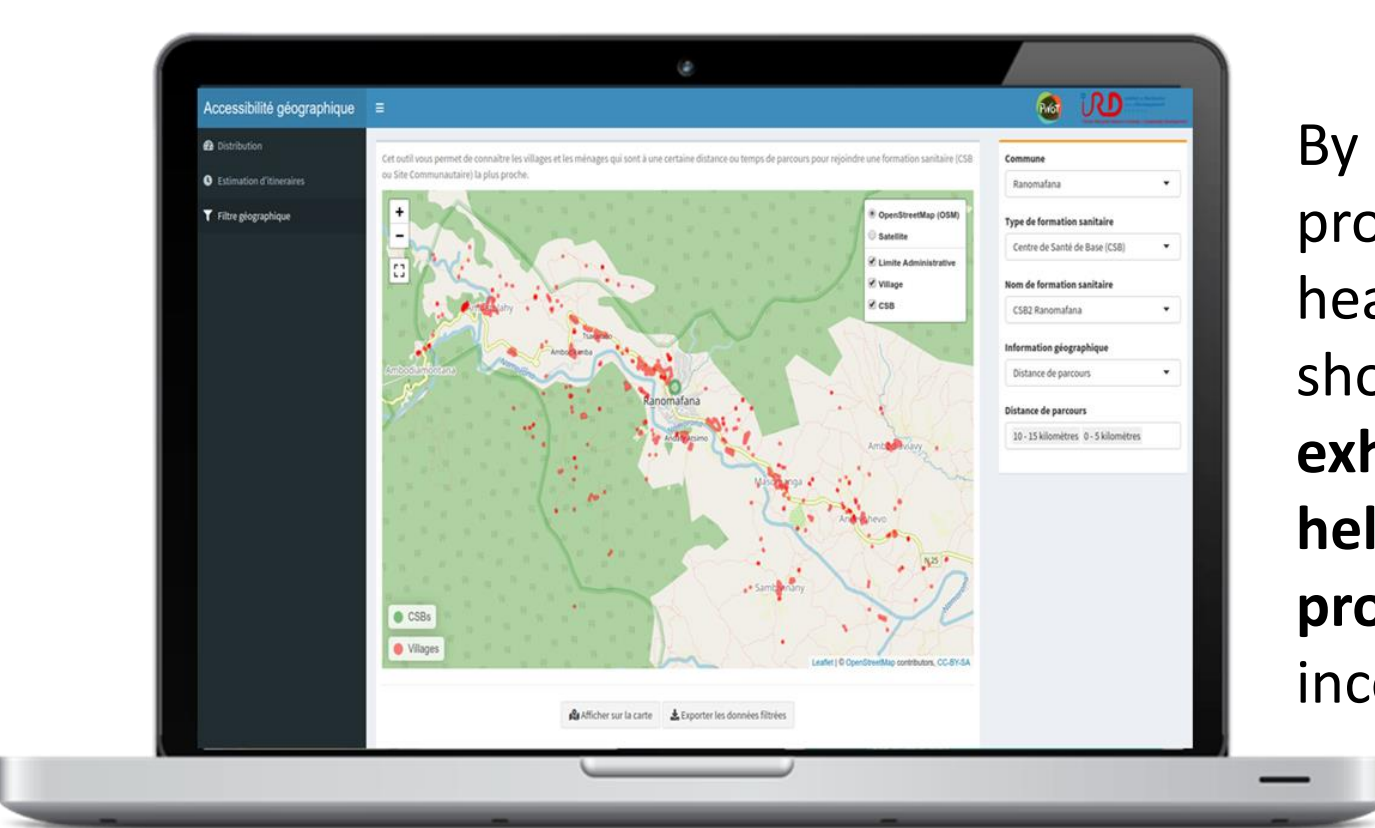 Accessibilité géographique
PIVOT
IRD
Distribution
Estimation d'itineraires
Filtre géographique
Cet outil vous permet de connaitre les villages et les ménages qui sont à une certaine distance ou temps de parcours pour rejoindre une formation sanitaire (CSB
ou Site Communautaire) la plus proche.
+
−
OpenStreetMap (OSM)
Satellite
Limite Administrative
Village
CSB
Ambodiamontana
Ranomafana
N 25
CSBs
Villages
Leaflet | © OpenStreetMap contributors, CC-BY-SA
Afficher sur la carte
Exporter les données filtrées
Commune
Ranomafana
Type de formation sanitaire
Centre de Santé de Base (CSB)
Nom de formation sanitaire
CSB2 Ranomafana
Information géographique
Distance de parcours
Distance de parcours
10 - 15 kilomètres 0 - 5 kilomètres
By
pro
hea
sho
exh
hel
pro
inc